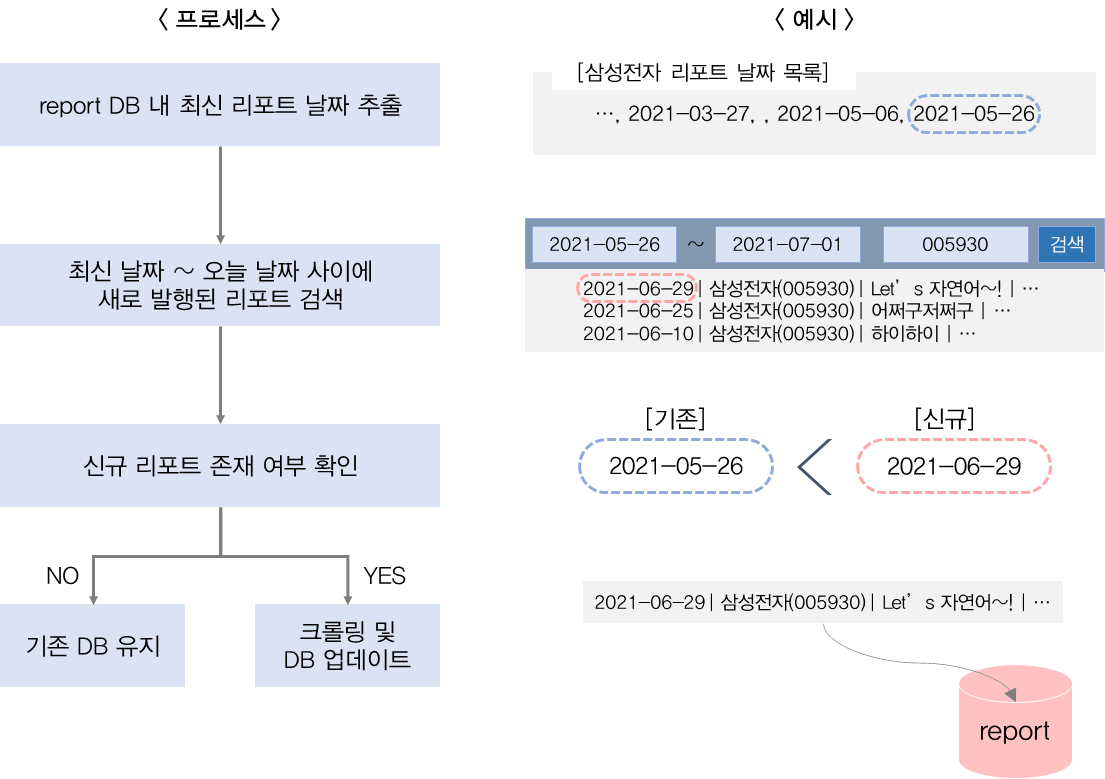 < 프로세스 >
report DB 내 최신 리포트 날짜 추출
최신 날짜 ~ 오늘 날짜 사이에
새로 발행된 리포트 검색
신규 리포트 존재 여부 확인
NO
YES
기존 DB 유지
크롤링 및
DB 업데이트
< 예시 >
[삼성전자 리포트 날짜 목록]
…, 2021-03-27, , 2021-05-06, 2021-05-26
2021-05-26 ~ 2021-07-01 005930 검색
2021-06-29| 삼성전자(005930)| Let’s 자연어~! | …
2021-06-25| 삼성전자(005930)| 어쩌구저쩌구 | …
2021-06-10| 삼성전자(005930)| 하이하이 | …
[기존] [신규]
2021-05-26 < 2021-06-29
2021-06-29| 삼성전자(005930)| Let’s 자연어~! | …
report